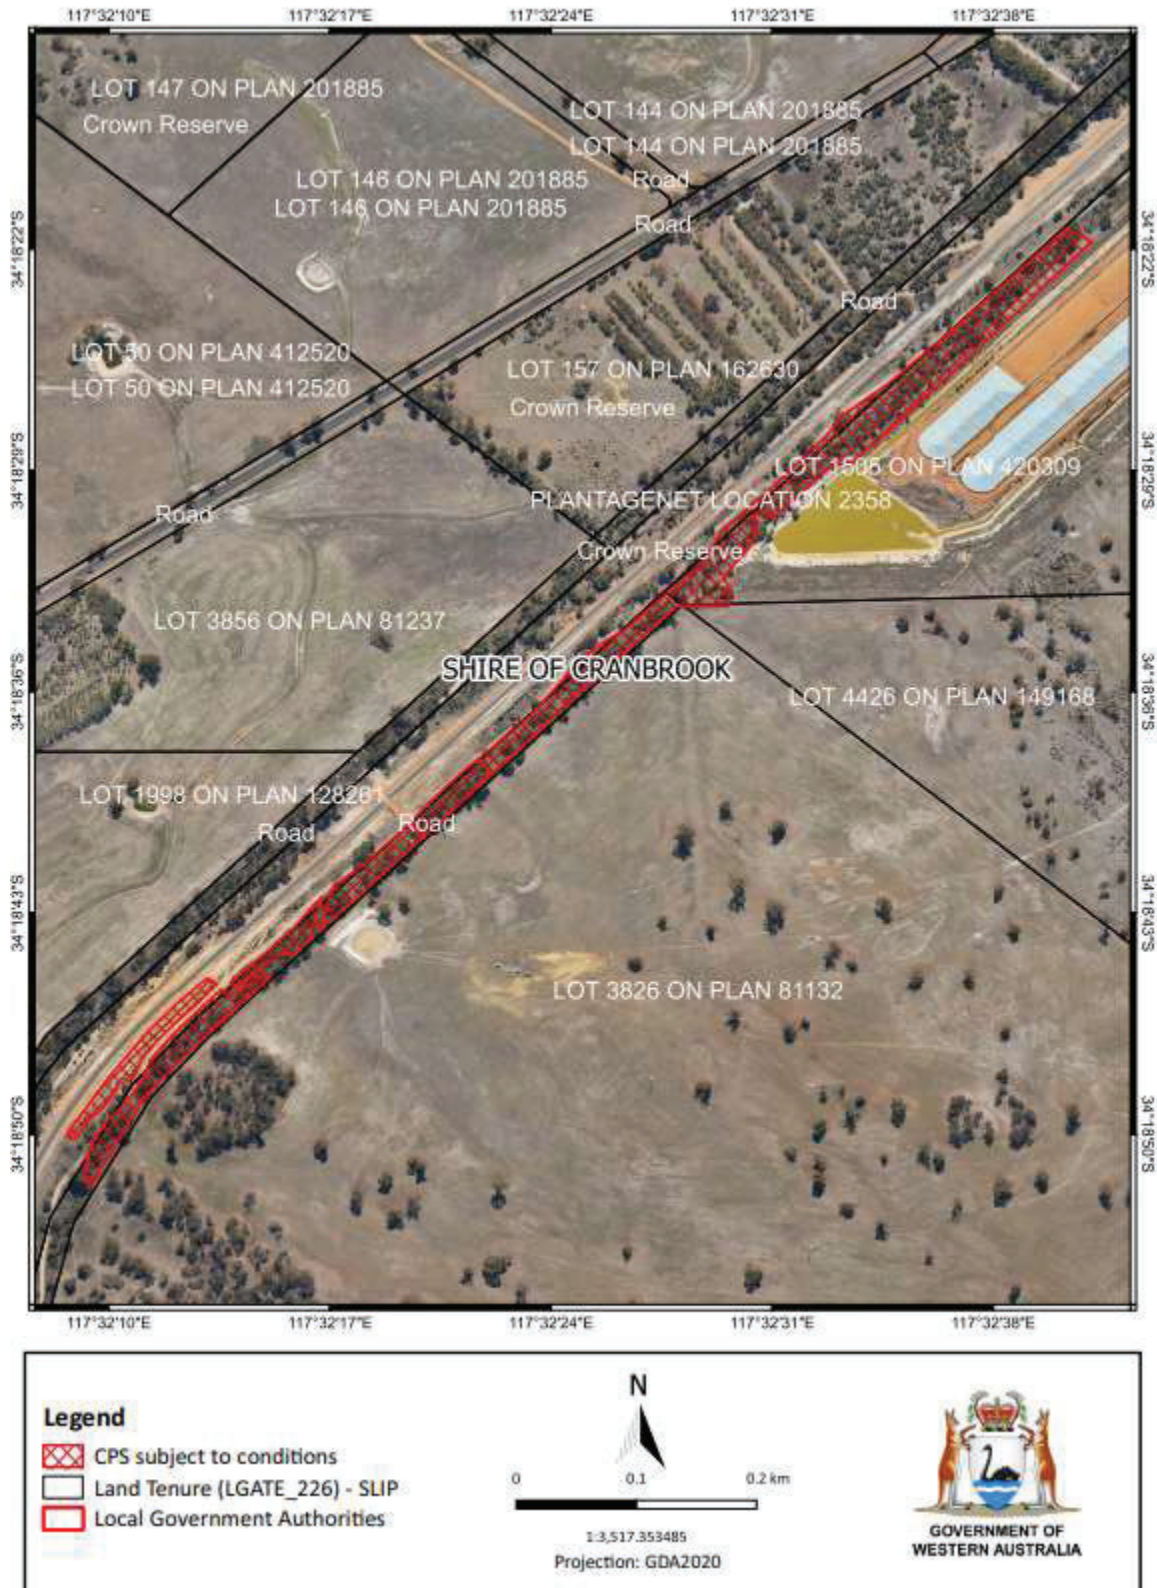 117°32'10"E 117°32'17"E 117°32'24"E 117°32'31"E 117°32'38"E
LOT 147 ON PLAN 201885
Crown Reserve
LOT 144 ON PLAN 201885
LOT 144 ON PLAN 201885
LOT 146 ON PLAN 201885
Road
LOT 146 ON PLAN 201885
Road
34°18'22"S
34°18'22"S
Road
LOT 50 ON PLAN 412520
LOT 157 ON PLAN 162630
LOT 50 ON PLAN 412520
Crown Reserve
34°18'29"S
LOT 1505 ON PLAN 420309
34°18'29"S
PLANTAGENET LOCATION 2358
Road
Crown Reserve
LOT 3856 ON PLAN 81237
SHIRE OF CRANBROOK
34°18'36"S
LOT 4426 ON PLAN 149168
34°18'36"S
LOT 1998 ON PLAN 128261
Road
Road
34°18'43"S
34°18'43"S
LOT 3826 ON PLAN 81132
34°18'50"S
34°18'50"S
117°32'10"E 117°32'17"E 117°32'24"E 117°32'31"E 117°32'38"E
Legend
CPS subject to conditions
Land Tenure (LGATE_226) - SLIP
Local Government Authorities
N
0 0.1 0.2 km
1:3,517.353485
Projection: GDA2020
GOVERNMENT OF
WESTERN AUSTRALIA